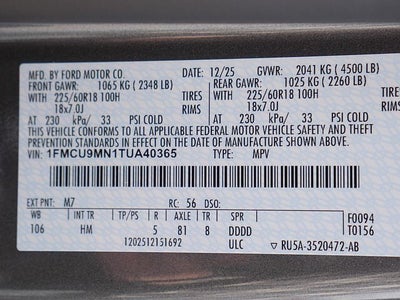 MFD. BY FORD MOTOR CO. 12/25 GVWR: 2041 KG ( 4500 LB)
FRONT GAWR: 1065 KG ( 2348 LB) REAR GAWR: 1025 KG ( 2260 LB)
WITH 225/60R18 100H TIRES WITH 225/60R18 100H TIRES
18x7.0J RIMS 18x7.0J RIMS
AT 230 kPa/ 33 PSI COLD AT 230 kPa/ 33 PSI COLD
THIS VEHICLE CONFORMS TO ALL APPLICABLE FEDERAL MOTOR VEHICLE SAFETY AND THEFT
PREVENTION STANDARDS IN EFFECT ON THE DATE OF MANUFACTURE SHOWN ABOVE.
VIN: 1FMCU9MN1TUA40365 TYPE: MPV
EXT PNT: M7 RC: 56 DSO:
WB INT TR TP/PS R AXLE TR SPR F0094
106 HM 5 81 8 DDDD T0156
1202512151692 ULC RU5A-3520472-AB